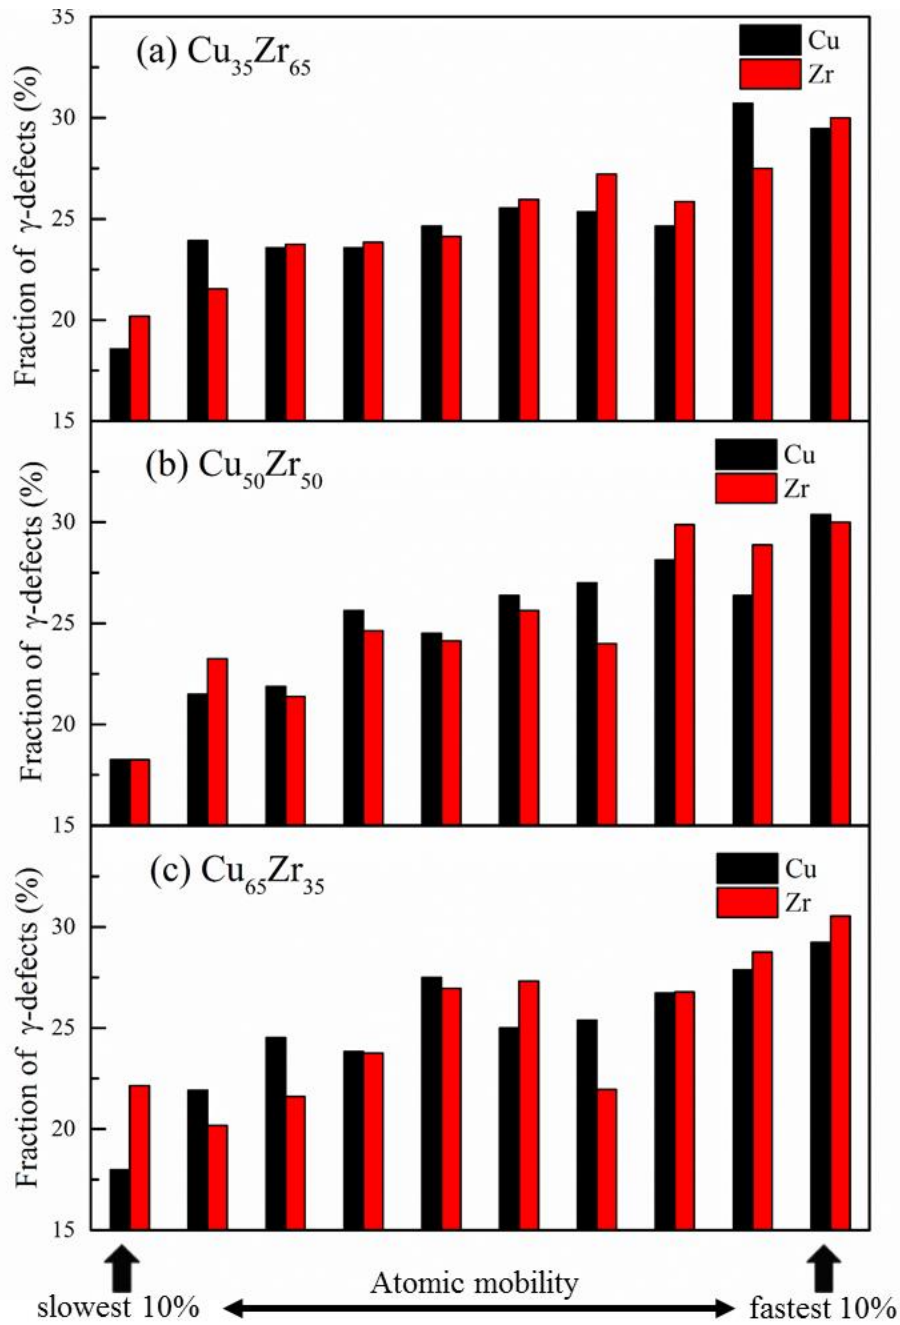 (a) Cu₃₅Zr₆₅
Cu
Zr
Fraction of γ-defects (%)
35
30
25
20
15
(b) Cu₅₀Zr₅₀
Cu
Zr
Fraction of γ-defects (%)
30
25
20
15
(c) Cu₆₅Zr₃₅
Cu
Zr
Fraction of γ-defects (%)
30
25
20
15
Atomic mobility
slowest 10%
fastest 10%